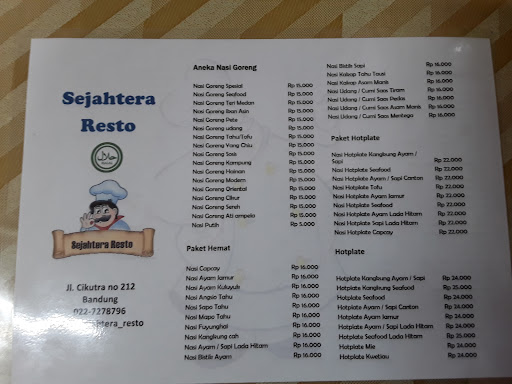 Sejahtera
Resto
حلال
Sejahtera Resto
Jl. Cikutra no 212
Bandung
022-7278796
htera_resto
Aneka Nasi Goreng
Nasi Goreng Spesial Rp 15.000
Nasi Goreng Seafood Rp 15.000
Nasi Goreng Teri Medan Rp 15.000
Nasi Goreng Ikan Asin Rp 15.000
Nasi Goreng Pete Rp 15.000
Nasi Goreng udang Rp 15.000
Nasi Goreng Tahu/Tofu Rp 15.000
Nasi Goreng Yang Chiu Rp 15.000
Nasi Goreng Sosis Rp 15.000
Nasi Goreng Kampung Rp 15.000
Nasi Goreng Hainan Rp 15.000
Nasi Goreng Modern Rp 15.000
Nasi Goreng Oriental Rp 15.000
Nasi Goreng Cikur Rp 15.000
Nasi Goreng Sereh Rp 15.000
Nasi Goreng Ati ampela Rp 15.000
Nasi Putih Rp 5.000
Paket Hemat
Nasi Capcay Rp 16.000
Nasi Ayam Jamur Rp 16.000
Nasi Ayam Kuluyuk Rp 16.000
Nasi Angsio Tahu Rp 16.000
Nasi Sapo Tahu Rp 16.000
Nasi Mapo Tahu Rp 16.000
Nasi Fuyunghai Rp 16.000
Nasi Kangkung cah Rp 16.000
Nasi Ayam / Sapi Lada Hitam Rp 16.000
Nasi Bistik Ayam Rp 16.000
Nasi Bistik Sapi Rp 16.000
Nasi Kakap Tahu Tausi Rp 16.000
Nasi Kakap Asam Manis Rp 16.000
Nasi Udang / Cumi Saos Tiram Rp 16.000
Nasi Udang / Cumi Saos Padang Rp 16.000
Nasi Udang / Cumi Saos Asam Manis Rp 16.000
Nasi Udang / Cumi Saos Mentega Rp 16.000
Paket Hotplate
Nasi Hotplate Kangkung Ayam /
Sapi Rp 22.000
Nasi Hotplate Seafood Rp 22.000
Nasi Hotplate Ayam / Sapi Canton Rp 22.000
Nasi Hotplate Tofu Rp 22.000
Nasi Hotplate Ayam Jamur Rp 22.000
Nasi Hotplate Seafood Rp 22.000
Nasi Hotplate Ayam Lada Hitam Rp 22.000
Nasi Hotplate Sapi Lada Hitam Rp 22.000
Nasi Hotplate Capcay Rp 22.000
Hotplate
Hotplate Kangkung Ayam / Sapi Rp 24.000
Hotplate Kangkung Seafood Rp 25.000
Hotplate Seafood Rp 24.000
Hotplate Ayam / Sapi Canton Rp 24.000
Hotplate Ayam Jamur Rp 24.000
Hotplate Ayam / Sapi Lada Hitam Rp 24.000
Hotplate Seafood Lada Hitam Rp 25.000
Hotplate Mie Rp 24.000
Hotplate Kwetiau Rp 24.000